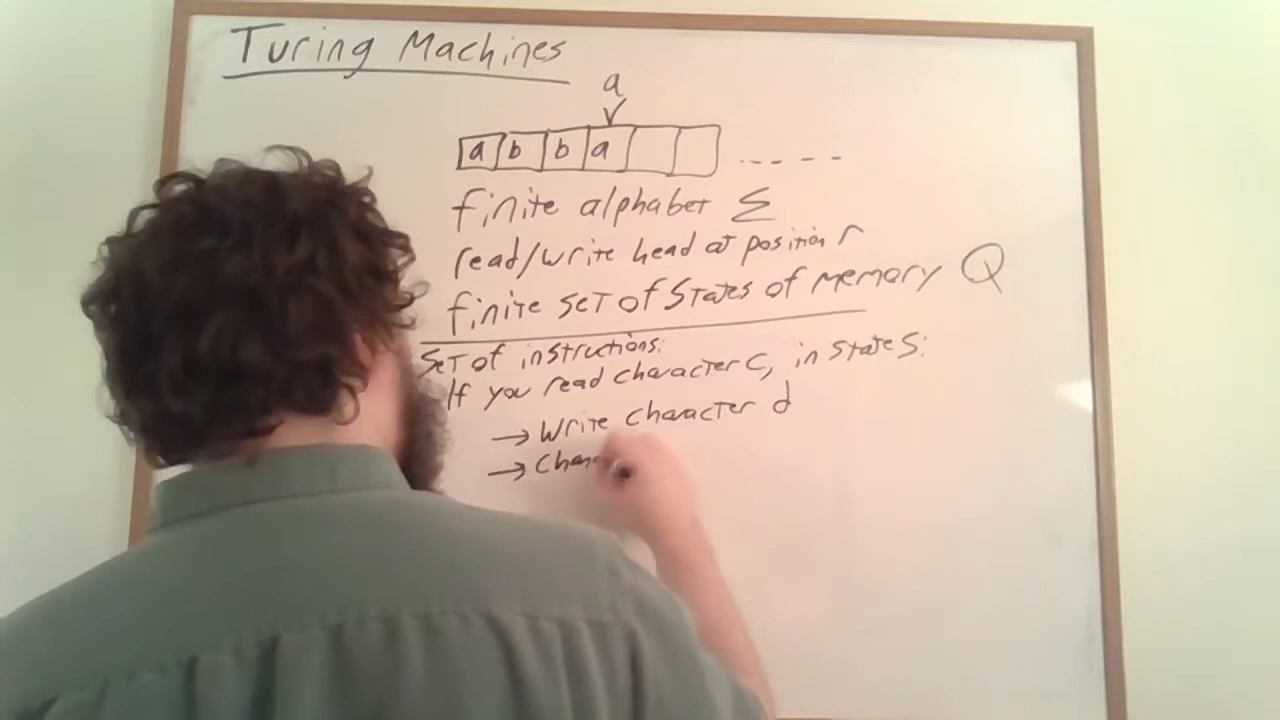 Turing Machines
a
a b b a
finite alphabet Σ
read/write head at position r
finite set of states of memory Q
Set of instructions:
If you read character C, in state S:
→ Write character d
→ Chan